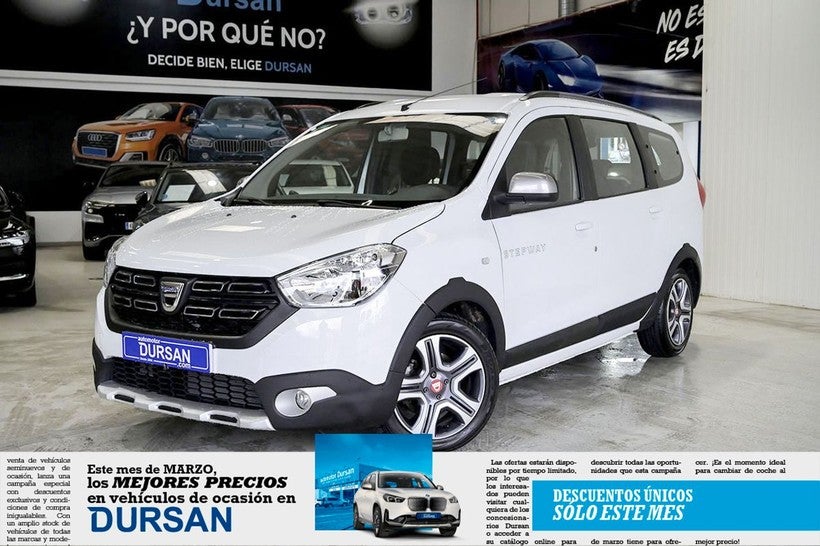 Dursan
¿Y POR QUÉ NO?
DECIDE BIEN, ELIGE DURSAN
NO ES
ES D
STEPWAY
automotor
DURSAN
.com
venta de vehículos
seminuevos y de
ocasión, lanza una
campaña especial
con descuentos
exclusivos y condi-
ciones de compra
inigualables. Con
un amplio stock de
vehículos de todas
las marcas y mode-
Este mes de MARZO,
los MEJORES PRECIOS
en vehículos de ocasión en
DURSAN
automotor Dursan
Las ofertas estarán dispo-
nibles por tiempo limitado,
por lo que
los interesa-
dos pueden
visitar cual-
quiera de los
concesiona-
rios Dursan
o acceder a
su catálogo online para
descubrir todas las oportu-
nidades que esta campaña
de marzo tiene para ofre-
cer. ¡Es el momento ideal
para cambiar de coche al
mejor precio!
DESCUENTOS ÚNICOS
SÓLO ESTE MES